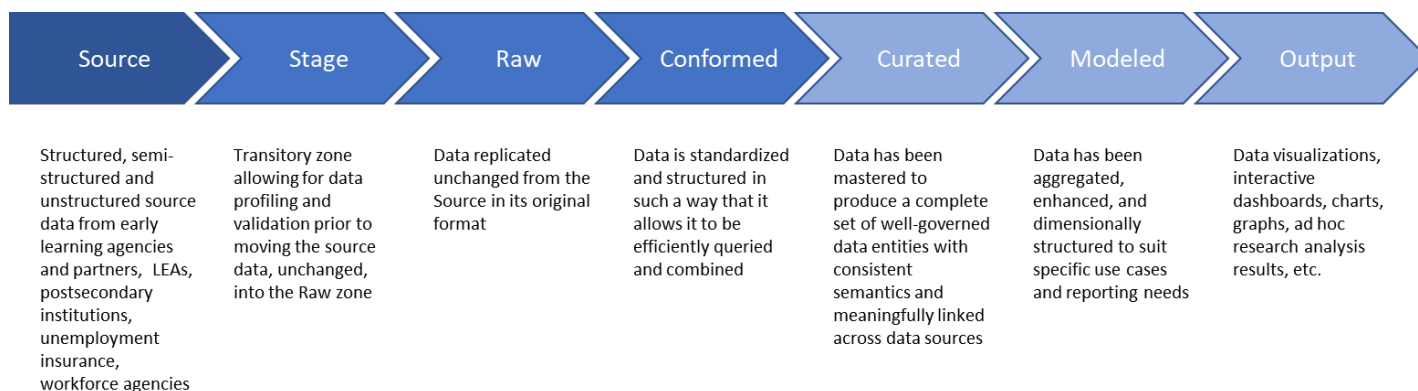 Source
Stage
Raw
Conformed
Curated
Modeled
Output
Structured, semi-
structured and
unstructured source
data from early
learning agencies
and partners,  LEAs,
postsecondary
institutions,
unemployment
insurance,
workforce agencies
Transitory zone
allowing for data
profiling and
validation prior to
moving the source
data, unchanged,
into the Raw zone
Data replicated
unchanged from the
Source in its original
format
Data is standardized
and structured in
such a way that it
allows it to be
efficiently queried
and combined
Data has been
mastered to
produce a complete
set of well-governed
data entities with
consistent
semantics and
meaningfully linked
across data sources
Data has been
aggregated,
enhanced, and
dimensionally
structured to suit
specific use cases
and reporting needs
Data visualizations,
interactive
dashboards, charts,
graphs, ad hoc
research analysis
results, etc.